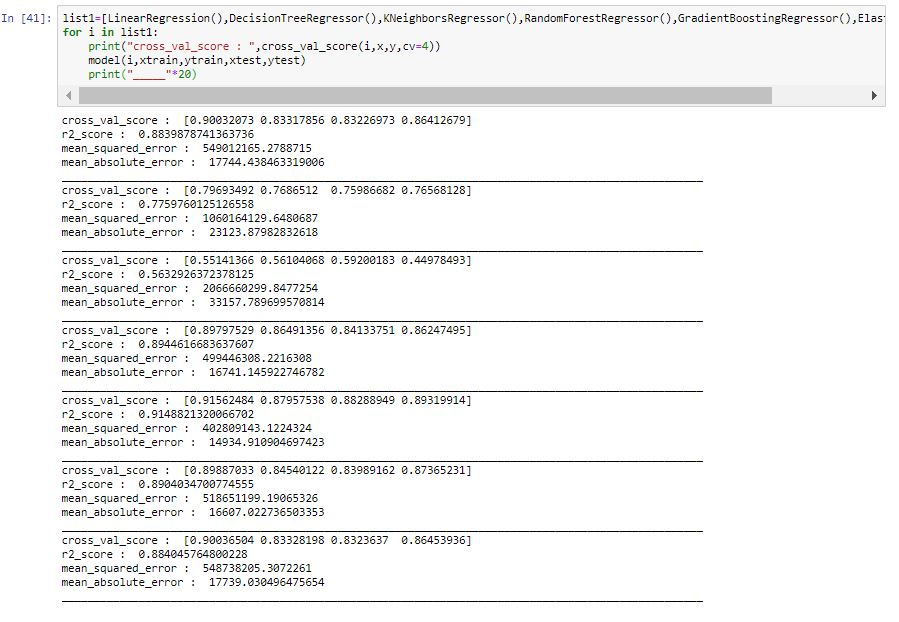 In [41]: list1=[LinearRegression(),DecisionTreeRegressor(),KNeighborsRegressor(),RandomForestRegressor(),GradientBoostingRegressor(),Elas
for i in list1:
    print("cross_val_score : ",cross_val_score(i,x,y,cv=4))
    model(i,xtrain,ytrain,xtest,ytest)
    print("_____"*20)
cross_val_score :  [0.90032073 0.83317856 0.83226973 0.86412679]
r2_score :  0.8839878741363736
mean_squared_error :  549012165.2788715
mean_absolute_error :  17744.438463319006
____________________________________________________________________________________________________
cross_val_score :  [0.79693492 0.7686512  0.75986682 0.76568128]
r2_score :  0.7759760125126558
mean_squared_error :  1060164129.6480687
mean_absolute_error :  23123.87982832618
____________________________________________________________________________________________________
cross_val_score :  [0.55141366 0.56104068 0.59200183 0.44978493]
r2_score :  0.5632926372378125
mean_squared_error :  2066660299.8477254
mean_absolute_error :  33157.789699570814
____________________________________________________________________________________________________
cross_val_score :  [0.89797529 0.86491356 0.84133751 0.86247495]
r2_score :  0.8944616683637607
mean_squared_error :  499446308.2216308
mean_absolute_error :  16741.145922746782
____________________________________________________________________________________________________
cross_val_score :  [0.91562484 0.87957538 0.88288949 0.89319914]
r2_score :  0.9148821320066702
mean_squared_error :  402809143.1224324
mean_absolute_error :  14934.910904697423
____________________________________________________________________________________________________
cross_val_score :  [0.89887033 0.84540122 0.83989162 0.87365231]
r2_score :  0.8904034700774555
mean_squared_error :  518651199.19065326
mean_absolute_error :  16607.022736503353
____________________________________________________________________________________________________
cross_val_score :  [0.90036504 0.83328198 0.8323637  0.86453936]
r2_score :  0.884045764800228
mean_squared_error :  548738205.3072261
mean_absolute_error :  17739.030496475654
____________________________________________________________________________________________________